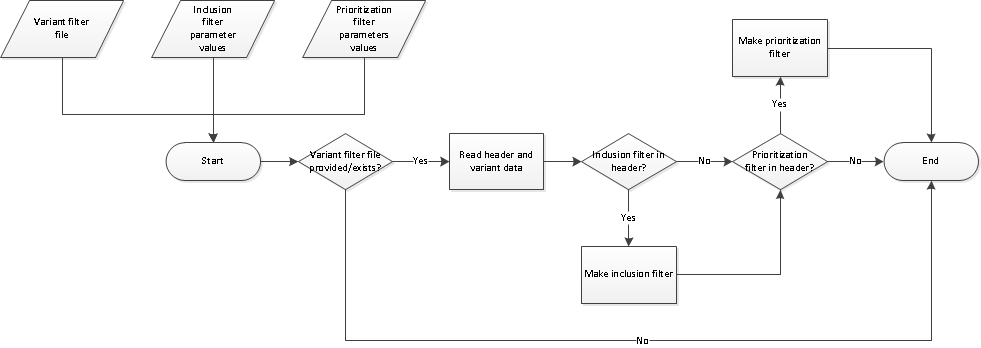 Variant filter
file
Inclusion
filter
parameter
values
Prioritization
filter
parameters
values
Make prioritization
filter
Yes
Start
Variant filter file
provided/exists?
Yes
Read header and
variant data
Inclusion filter in
header?
No
Prioritization
filter in header?
No
End
Yes
Make inclusion filter
No